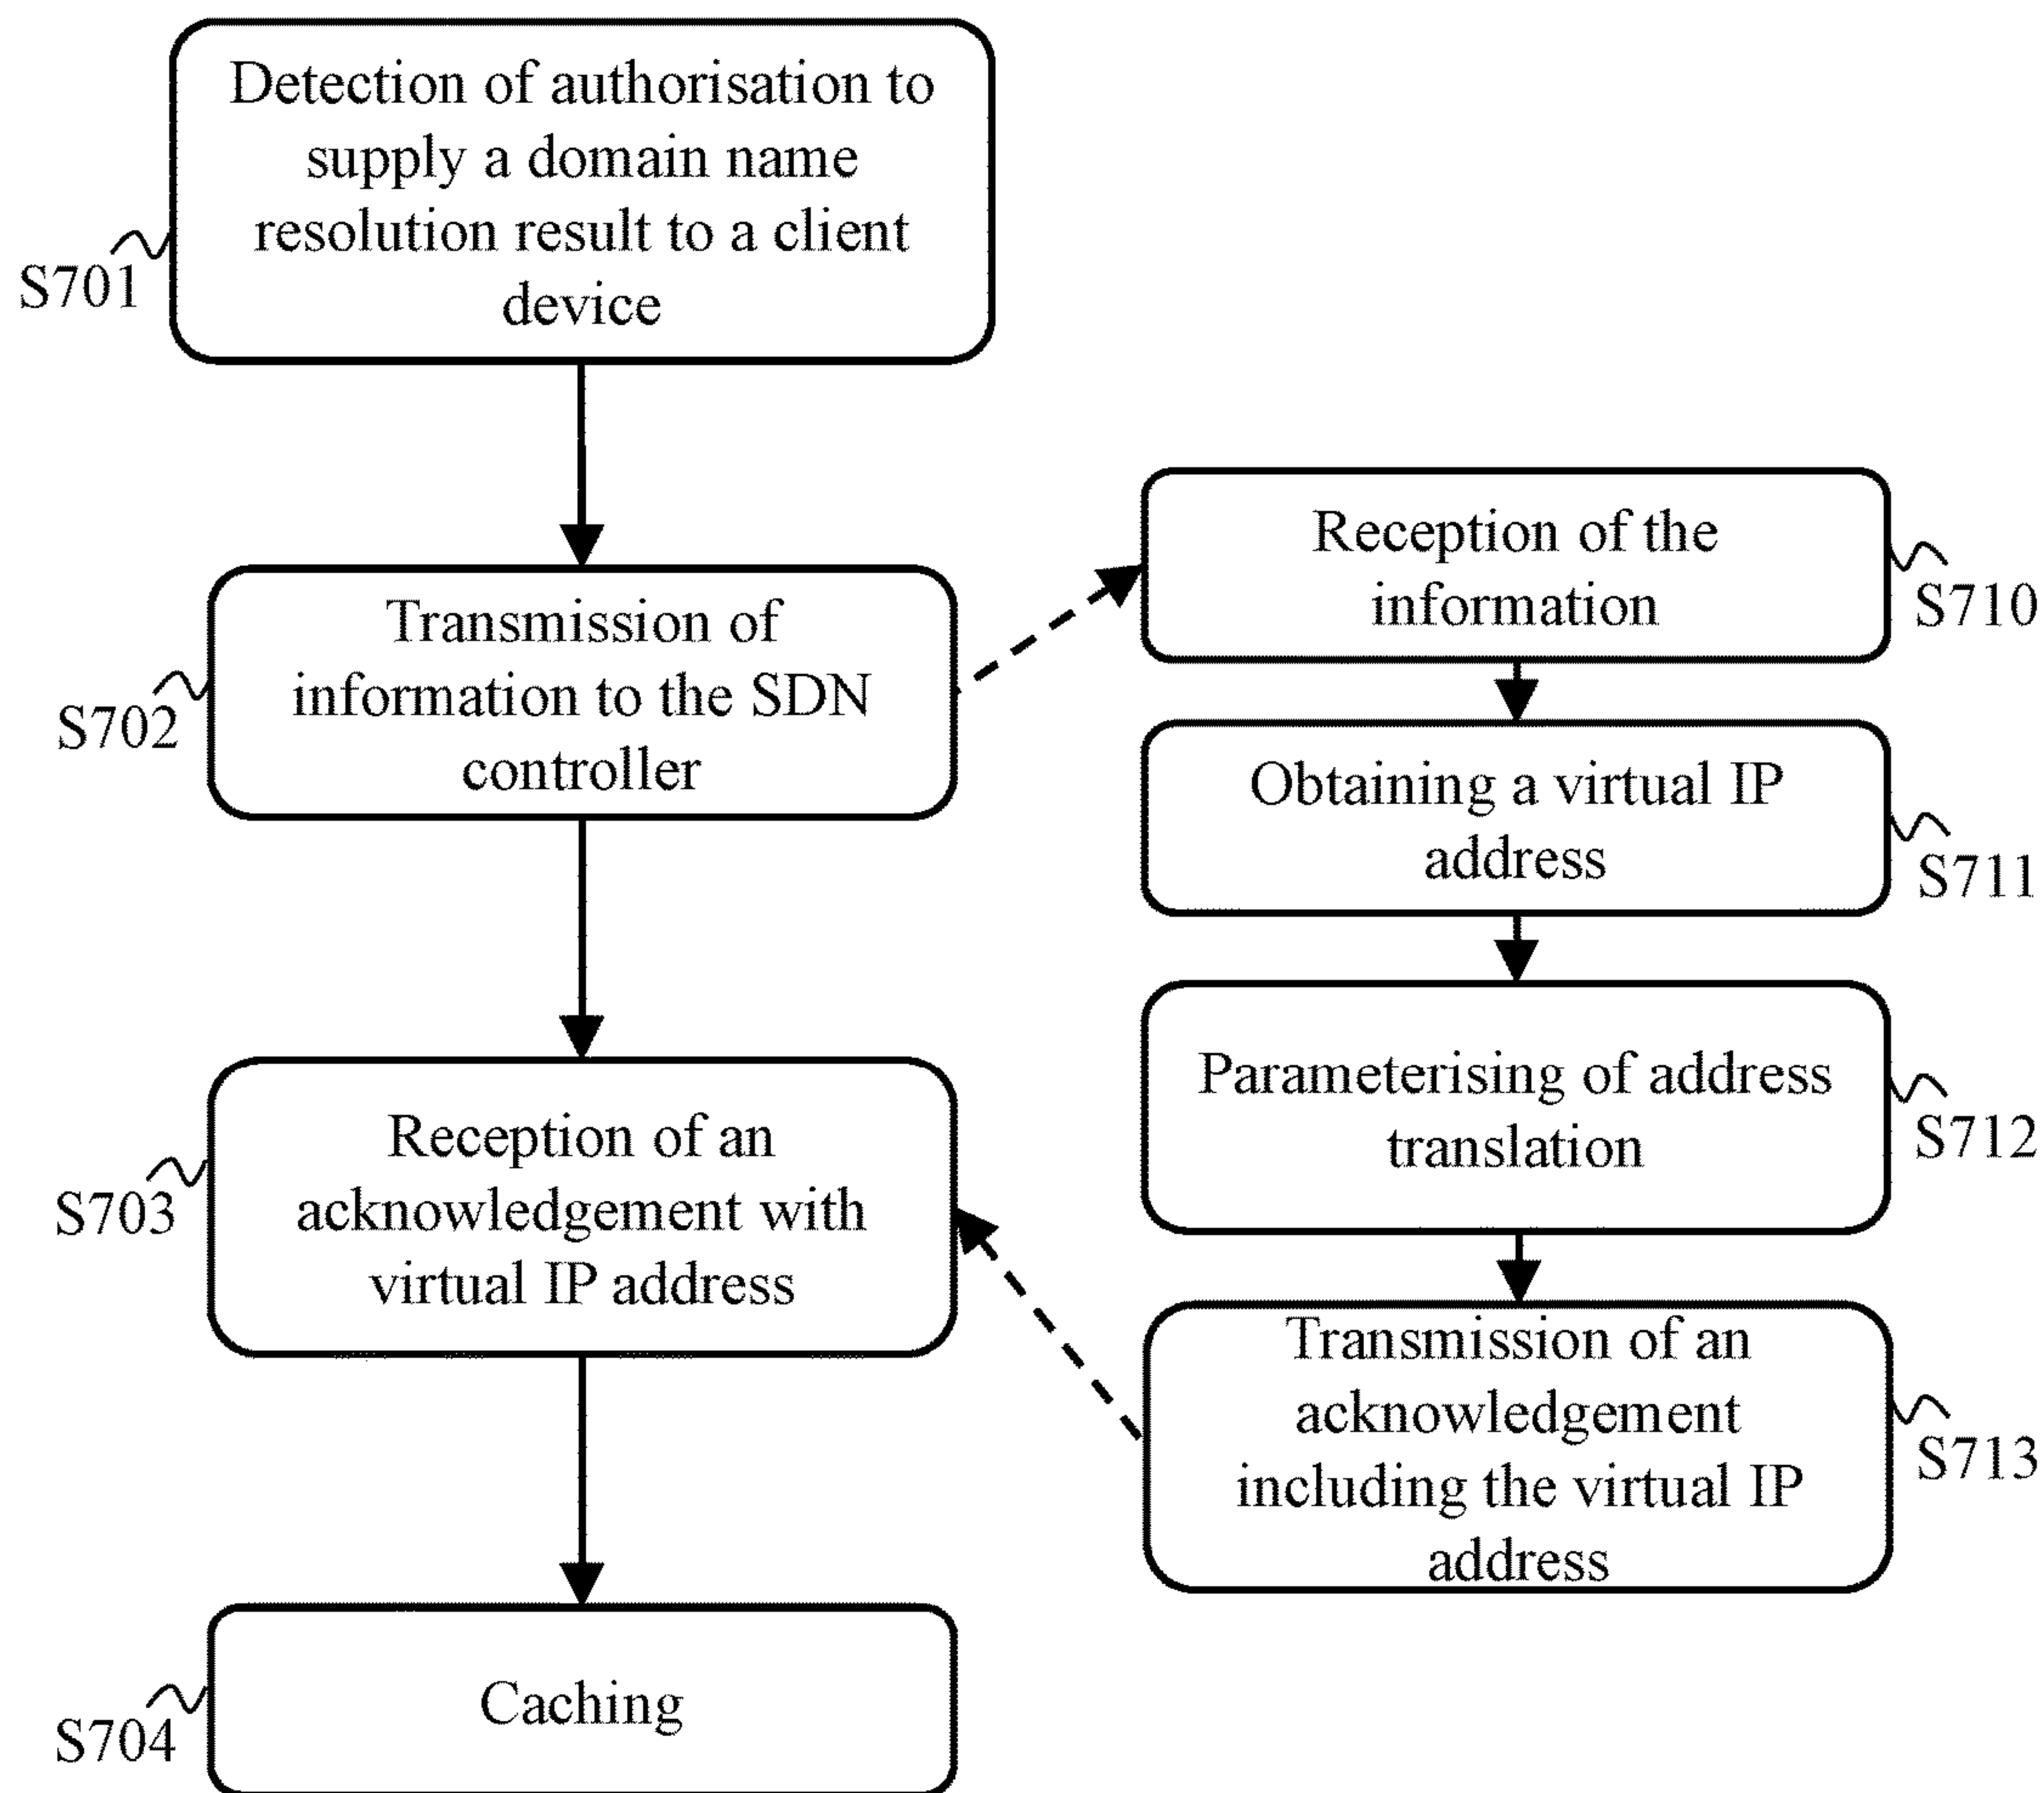 Detection of authorisation to
supply a domain name
resolution result to a client
device
S701
Transmission of
information to the SDN
controller
S702
Reception of an
acknowledgement with
virtual IP address
S703
Caching
S704
Reception of the
information
S710
Obtaining a virtual IP
address
S711
Parameterising of address
translation
S712
Transmission of an
acknowledgement
including the virtual IP
address
S713